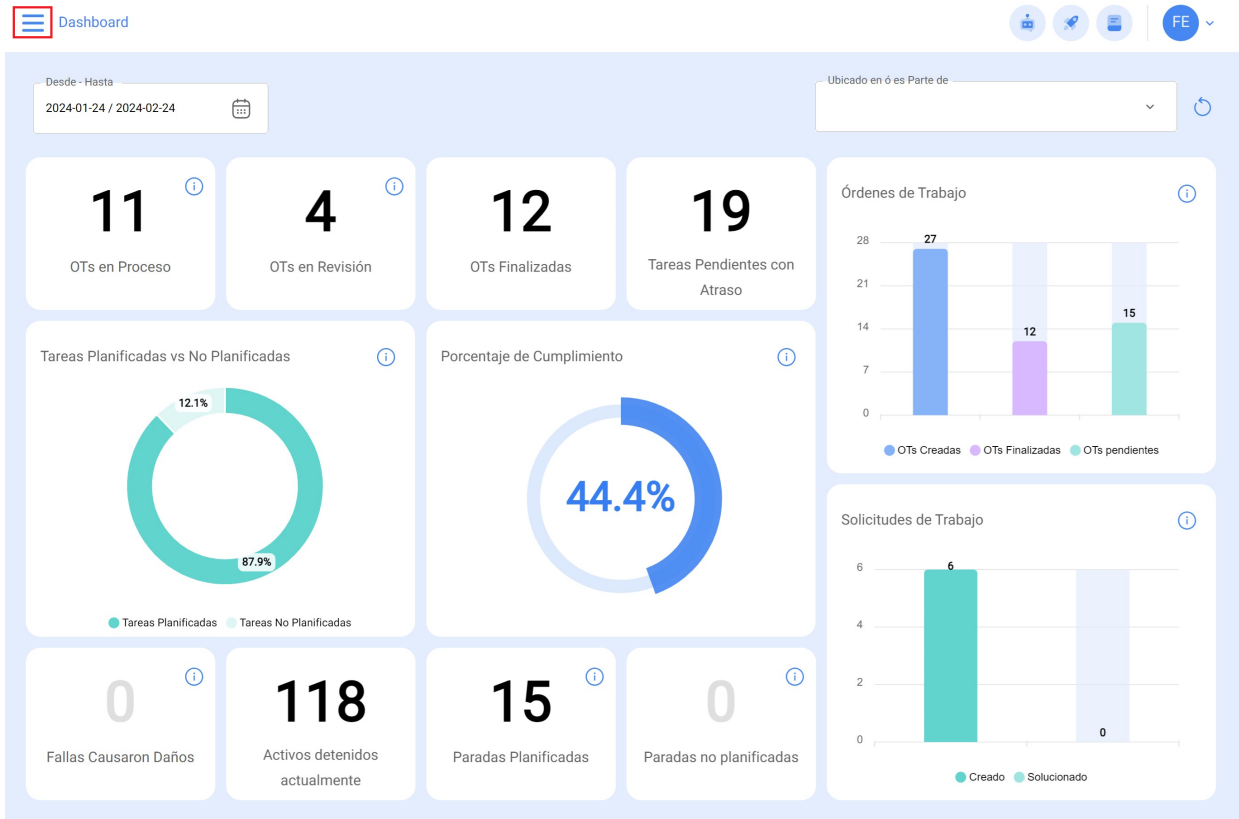 Dashboard
FE
Desde - Hasta
2024-01-24 / 2024-02-24
Ubicado en ó es Parte de
11
OTs en Proceso
4
OTs en Revisión
12
OTs Finalizadas
19
Tareas Pendientes con
Atraso
Órdenes de Trabajo
28
21
14
7
0
27
12
15
OTs Creadas OTs Finalizadas OTs pendientes
Tareas Planificadas vs No Planificadas
12.1%
87.9%
Tareas Planificadas Tareas No Planificadas
Porcentaje de Cumplimiento
44.4%
Solicitudes de Trabajo
6
4
2
0
6
0
Creado Solucionado
0
Fallas Causaron Daños
118
Activos detenidos
actualmente
15
Paradas Planificadas
0
Paradas no planificadas